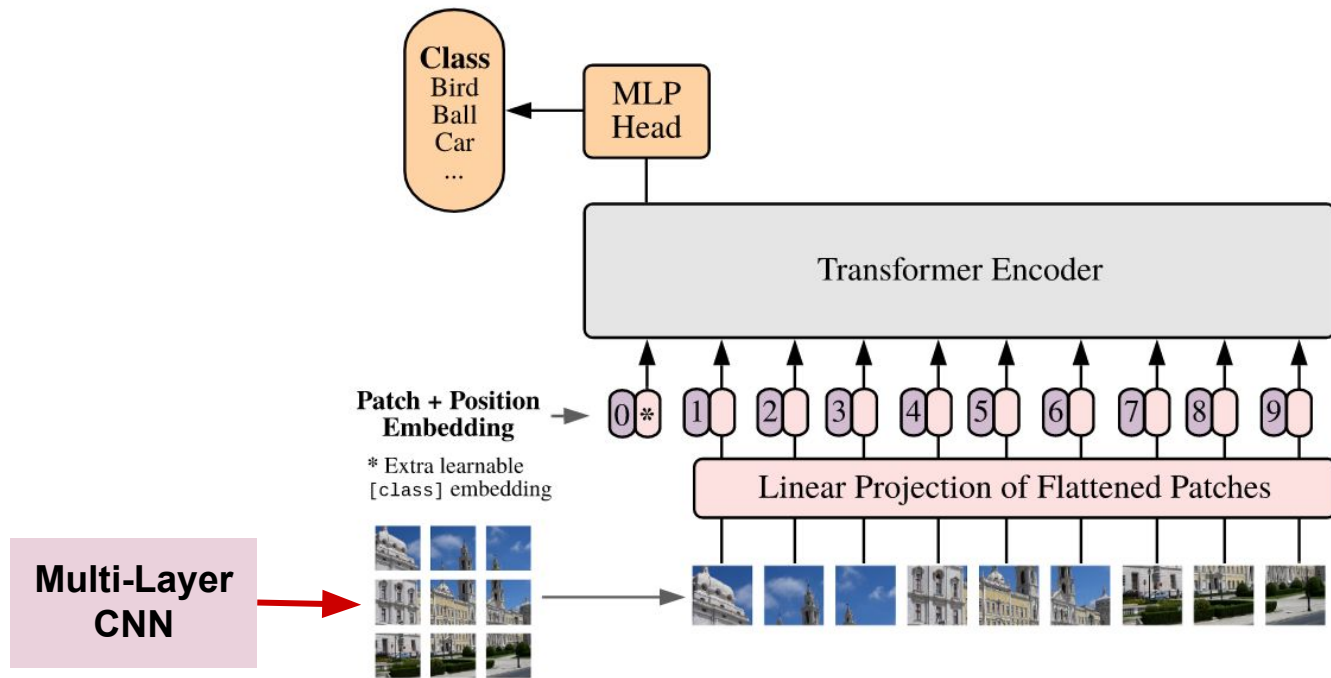 Class
Bird
Ball
Car
...
MLP
Head
Transformer Encoder
Patch + Position
Embedding
* Extra learnable
[class] embedding
0 * 1 2 3 4 5 6 7 8 9
Linear Projection of Flattened Patches
Multi-Layer
CNN